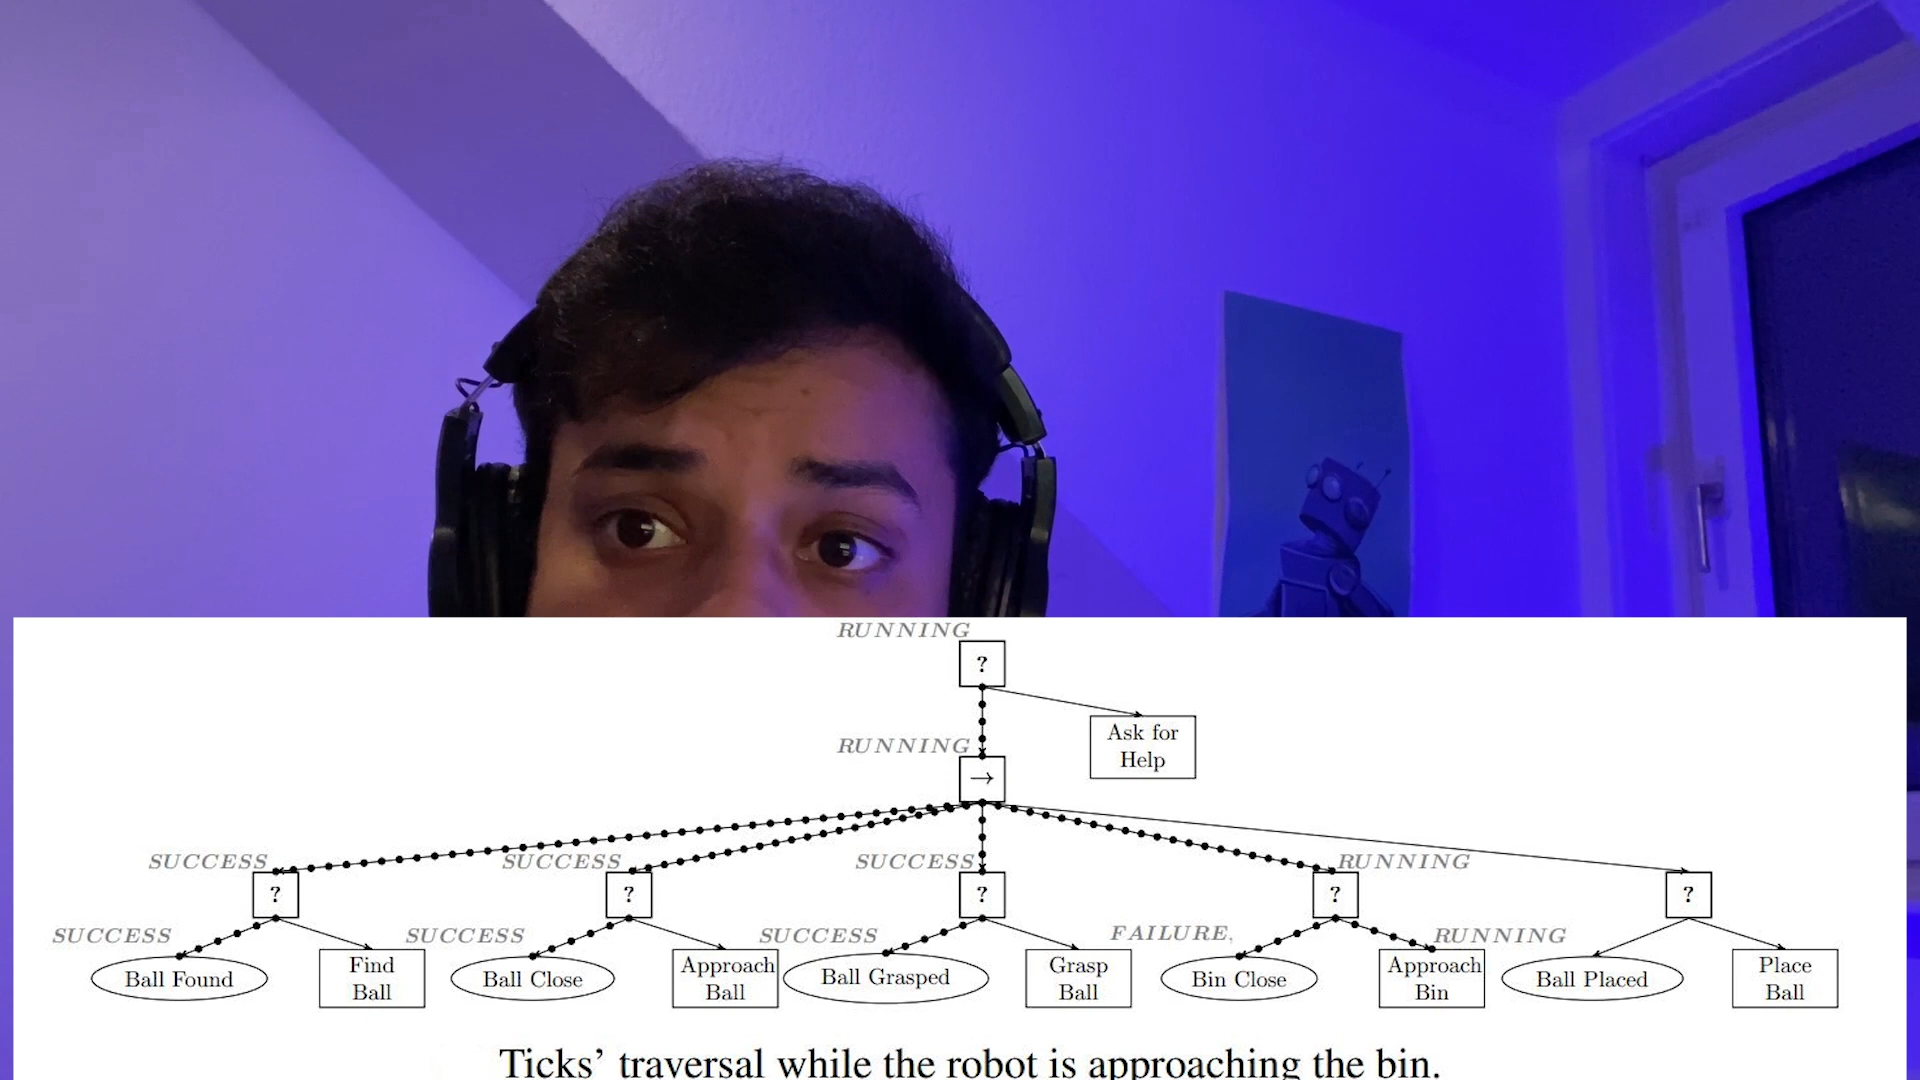 RUNNING
?
Ask for
Help
RUNNING
→
SUCCESS
SUCCESS
SUCCESS
RUNNING
?
?
?
?
?
SUCCESS
SUCCESS
SUCCESS
FAILURE,
RUNNING
Ball Found
Find
Ball
Ball Close
Approach
Ball
Ball Grasped
Grasp
Ball
Bin Close
Approach
Bin
Ball Placed
Place
Ball
Ticks’ traversal while the robot is approaching the bin.